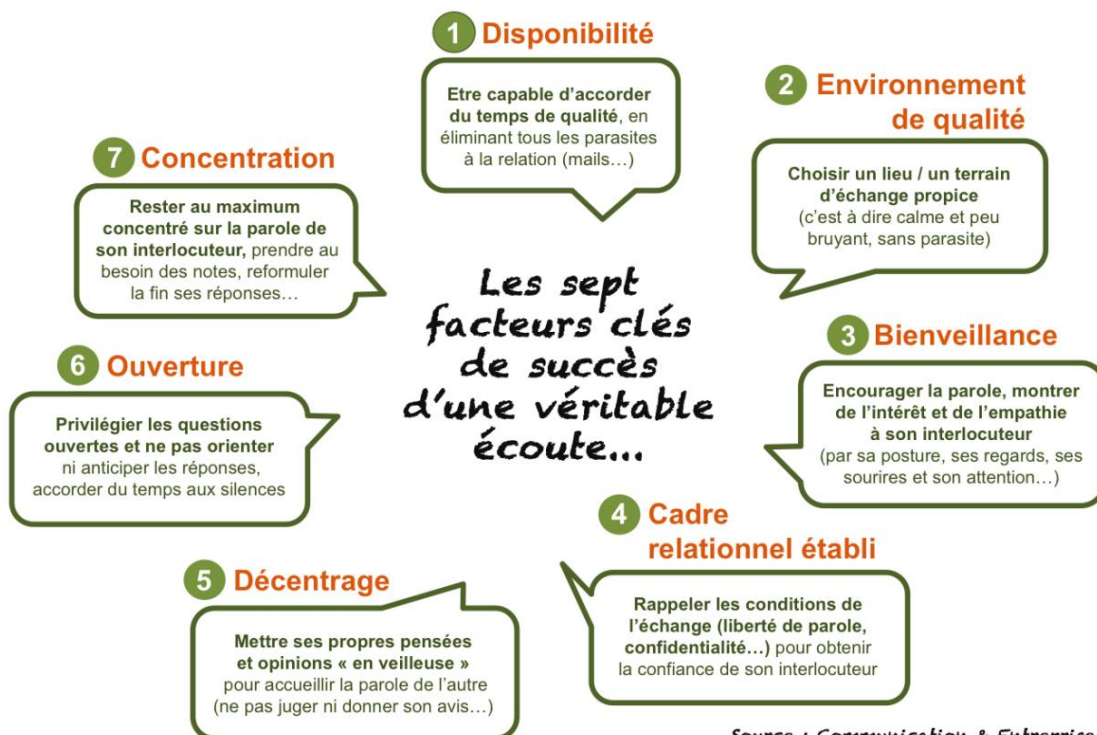 1 Disponibilité
Etre capable d'accorder
du temps de qualité, en
éliminant tous les parasites
à la relation (mails…)
2 Environnement
de qualité
Choisir un lieu / un terrain
d'échange propice
(c'est à dire calme et peu
bruyant, sans parasite)
3 Bienveillance
Encourager la parole, montrer
de l'intérêt et de l'empathie
à son interlocuteur
(par sa posture, ses regards, ses
sourires et son attention…)
4 Cadre
relationnel établi
Rappeler les conditions de
l'échange (liberté de parole,
confidentialité…) pour obtenir
la confiance de son interlocuteur
5 Décentrage
Mettre ses propres pensées
et opinions « en veilleuse »
pour accueillir la parole de l'autre
(ne pas juger ni donner son avis…)
6 Ouverture
Privilégier les questions
ouvertes et ne pas orienter
ni anticiper les réponses,
accorder du temps aux silences
7 Concentration
Rester au maximum
concentré sur la parole de
son interlocuteur, prendre au
besoin des notes, reformuler
la fin ses réponses…
Les sept
facteurs clés
de succès
d'une véritable
écoute...
Source : Communication & Entreprise